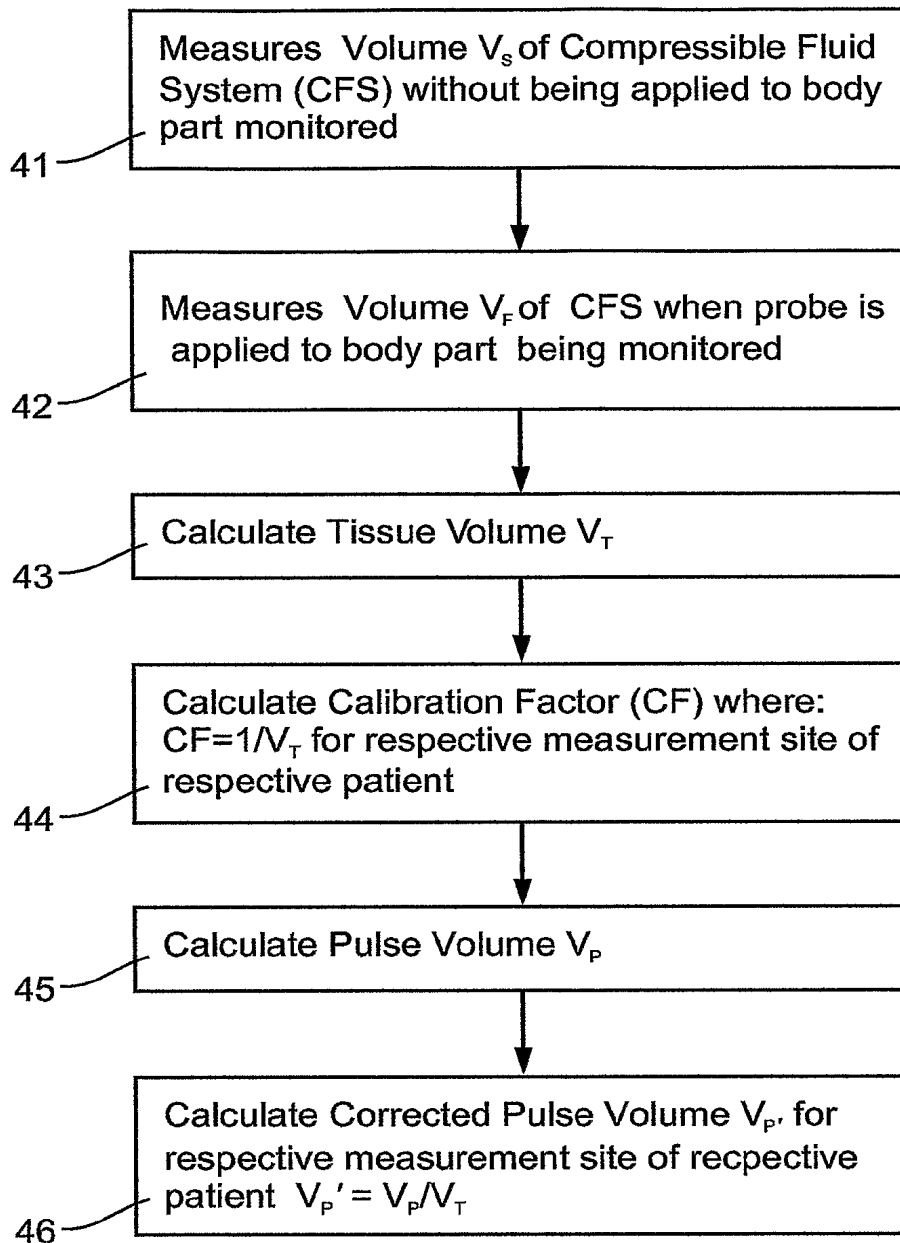 Measures Volume Vs of Compressible Fluid
System (CFS) without being applied to body
part monitored
41
Measures Volume VF of CFS when probe is
applied to body part being monitored
42
Calculate Tissue Volume VT
43
Calculate Calibration Factor (CF) where:
CF=1/VT for respective measurement site of
respective patient
44
Calculate Pulse Volume VP
45
Calculate Corrected Pulse Volume VP' for
respective measurement site of recpective
patient VP' = VP/VT
46